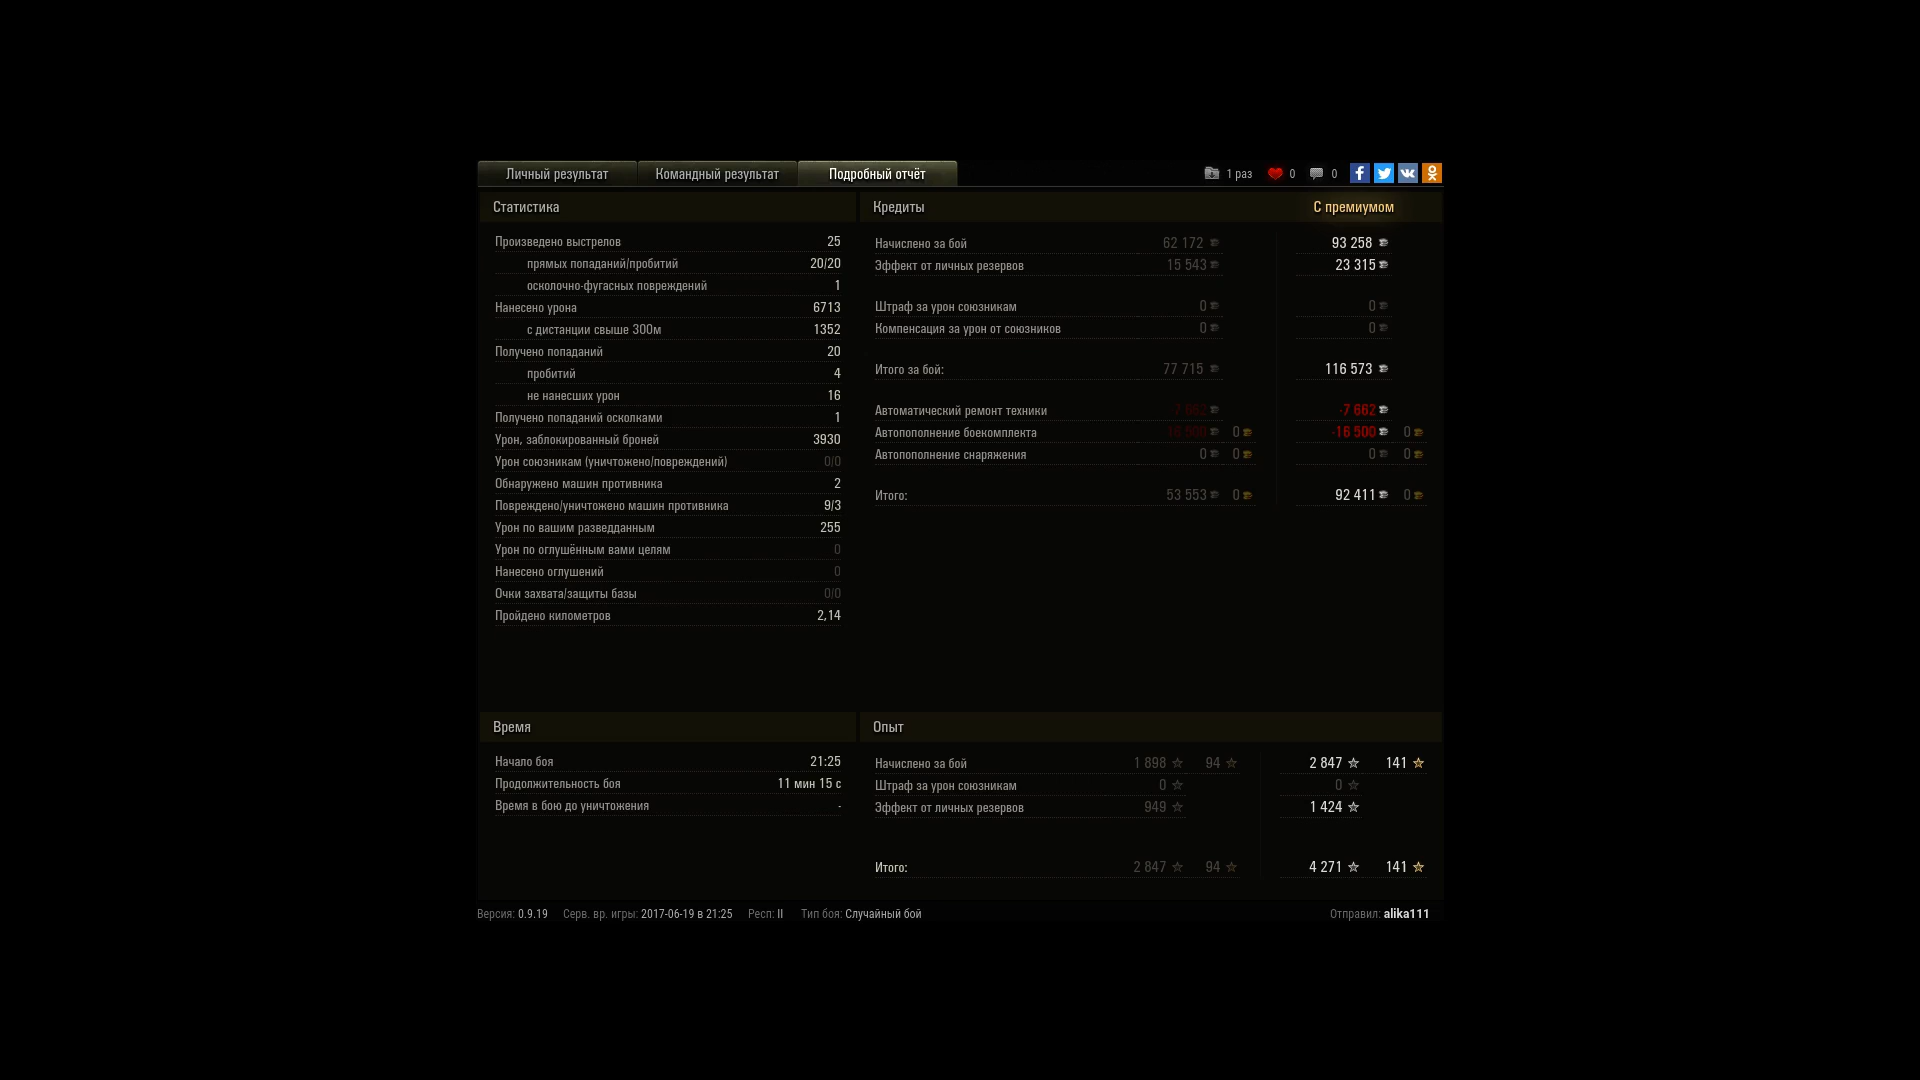 Личный результат Командный результат Подробный отчёт 1 раз 0 0
Статистика
Произведено выстрелов 25
прямых попаданий/пробитий 20/20
осколочно-фугасных повреждений 1
Нанесено урона 6713
с дистанции свыше 300м 1352
Получено попаданий 20
пробитий 4
не нанесших урон 16
Получено попаданий осколками 1
Урон, заблокированный броней 3930
Урон союзникам (уничтожено/повреждений) 0/0
Обнаружено машин противника 2
Повреждено/уничтожено машин противника 9/3
Урон по вашим разведданным 255
Урон по оглушённым вами целям 0
Нанесено оглушений 0
Очки захвата/защиты базы 0/0
Пройдено километров 2,14
Кредиты С премиумом
Начислено за бой 62 172 93 258
Эффект от личных резервов 15 543 23 315
Штраф за урон союзникам 0 0
Компенсация за урон от союзников 0 0
Итого за бой: 77 715 116 573
Автоматический ремонт техники -7 662 -7 662
Автопополнение боекомплекта -16 500 0 -16 500 0
Автопополнение снаряжения 0 0 0 0
Итого: 53 553 0 92 411 0
Время
Начало боя 21:25
Продолжительность боя 11 мин 15 с
Время в бою до уничтожения -
Опыт
Начислено за бой 1 898 94 2 847 141
Штраф за урон союзникам 0 0
Эффект от личных резервов 949 1 424
Итого: 2 847 94 4 271 141
Версия: 0.9.19 Серв. вр. игры: 2017-06-19 в 21:25 Респ: II Тип боя: Случайный бой Отправил: alika111